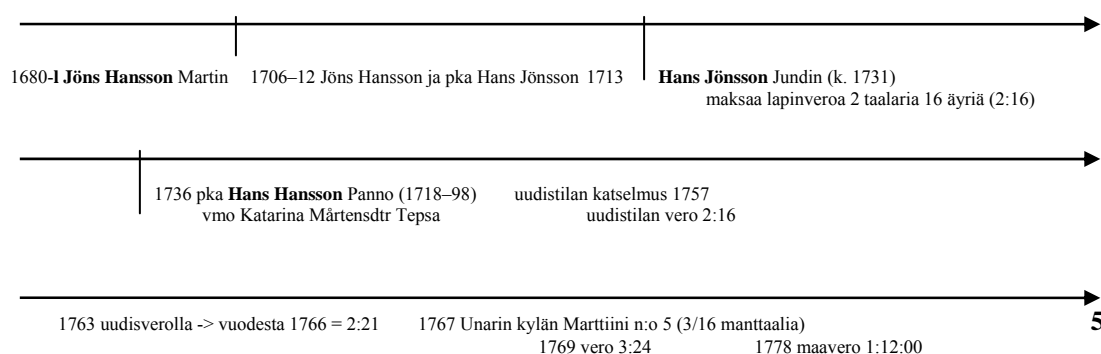 1680-l Jöns Hansson Martin 1706–12 Jöns Hansson ja pka Hans Jönsson 1713 Hans Jönsson Jundin (k. 1731)
maksaa lapinveroa 2 taalaria 16 äyriä (2:16)
1736 pka Hans Hansson Panno (1718–98) uudistilan katselmus 1757
vmo Katarina Mårtensdtr Tepsa uudistilan vero 2:16
1763 uudisverolla -> vuodesta 1766 = 2:21 1767 Unarin kylän Marttiini n:o 5 (3/16 manttaalia)
1769 vero 3:24 1778 maavero 1:12:00